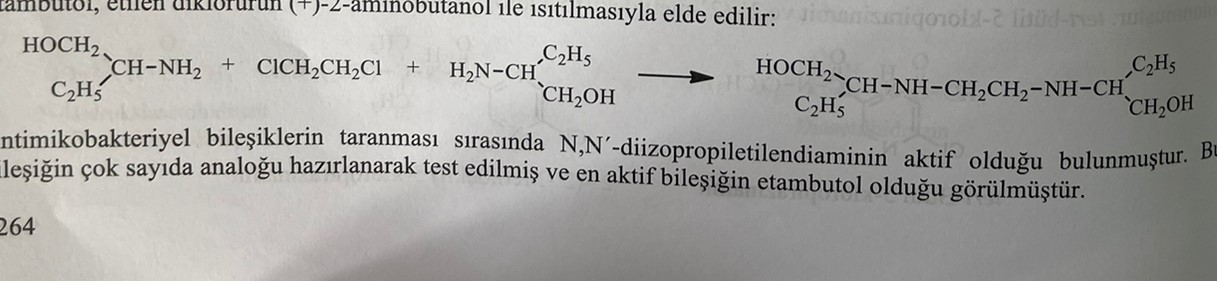 etilen diklorürün (+)-2-aminobutanol ile ısıtılmasıyla elde edilir:
HOCH₂ C₂H₅ CH-NH₂ + ClCH₂CH₂Cl + H₂N-CH C₂H₅ CH₂OH → HOCH₂ C₂H₅ CH-NH-CH₂CH₂-NH-CH C₂H₅ CH₂OH
ntimikobakteriyel bileşiklerin taranması sırasında N,N´-diizopropiletilendiaminin aktif olduğu bulunmuştur. Bu
leşiğin çok sayıda analoğu hazırlanarak test edilmiş ve en aktif bileşiğin etambutol olduğu görülmüştür.
264